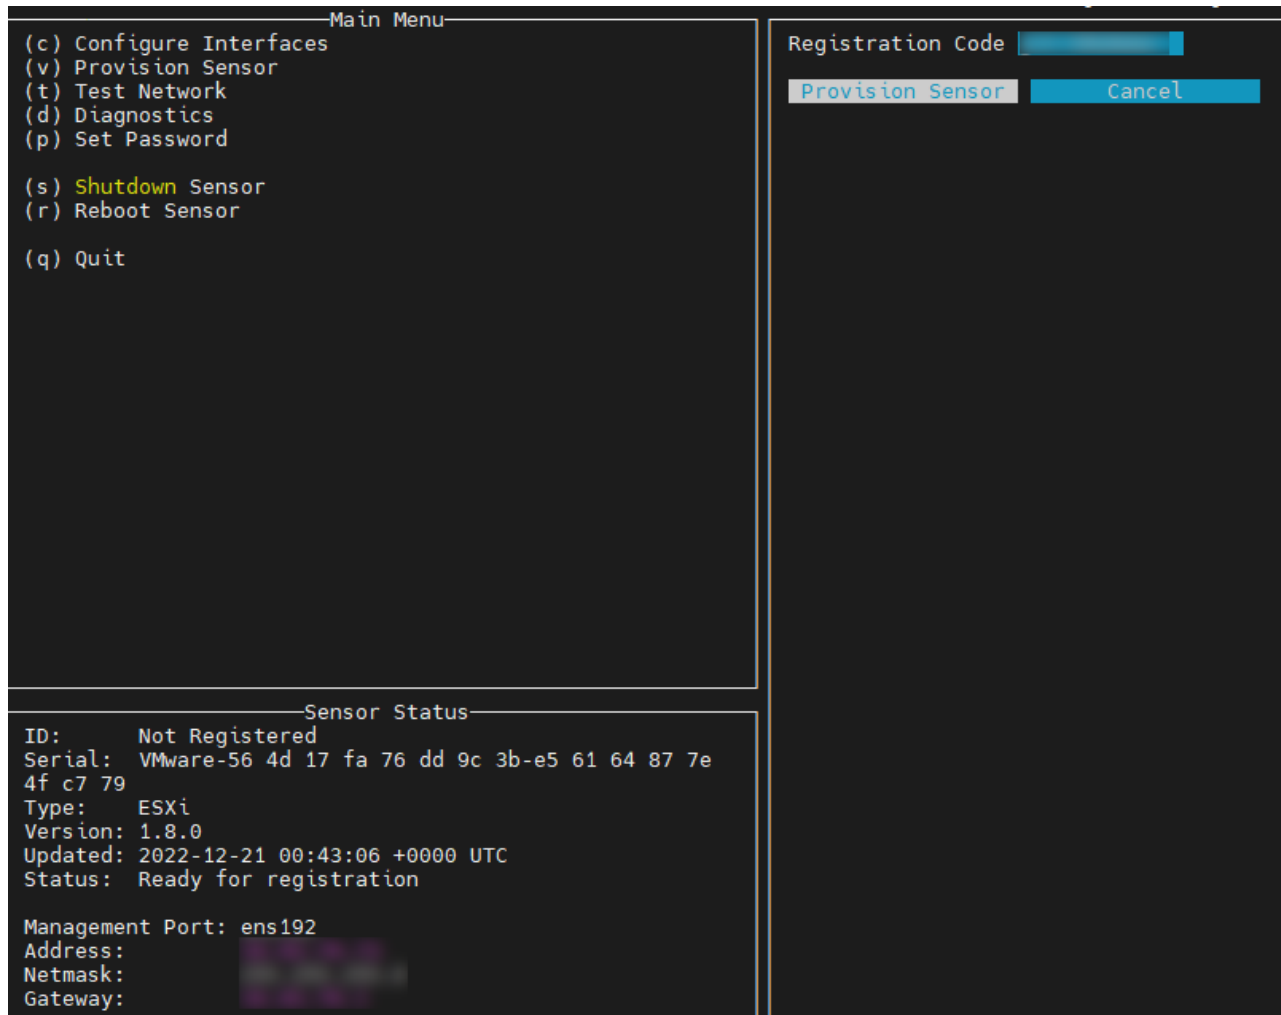 Main Menu
(c) Configure Interfaces
(v) Provision Sensor
(t) Test Network
(d) Diagnostics
(p) Set Password
(s) Shutdown Sensor
(r) Reboot Sensor
(q) Quit
Sensor Status
ID: Not Registered
Serial: VMware-56 4d 17 fa 76 dd 9c 3b-e5 61 64 87 7e
4f c7 79
Type: ESXi
Version: 1.8.0
Updated: 2022-12-21 00:43:06 +0000 UTC
Status: Ready for registration
Management Port: ens192
Address:
Netmask:
Gateway:
Registration Code
Provision Sensor Cancel